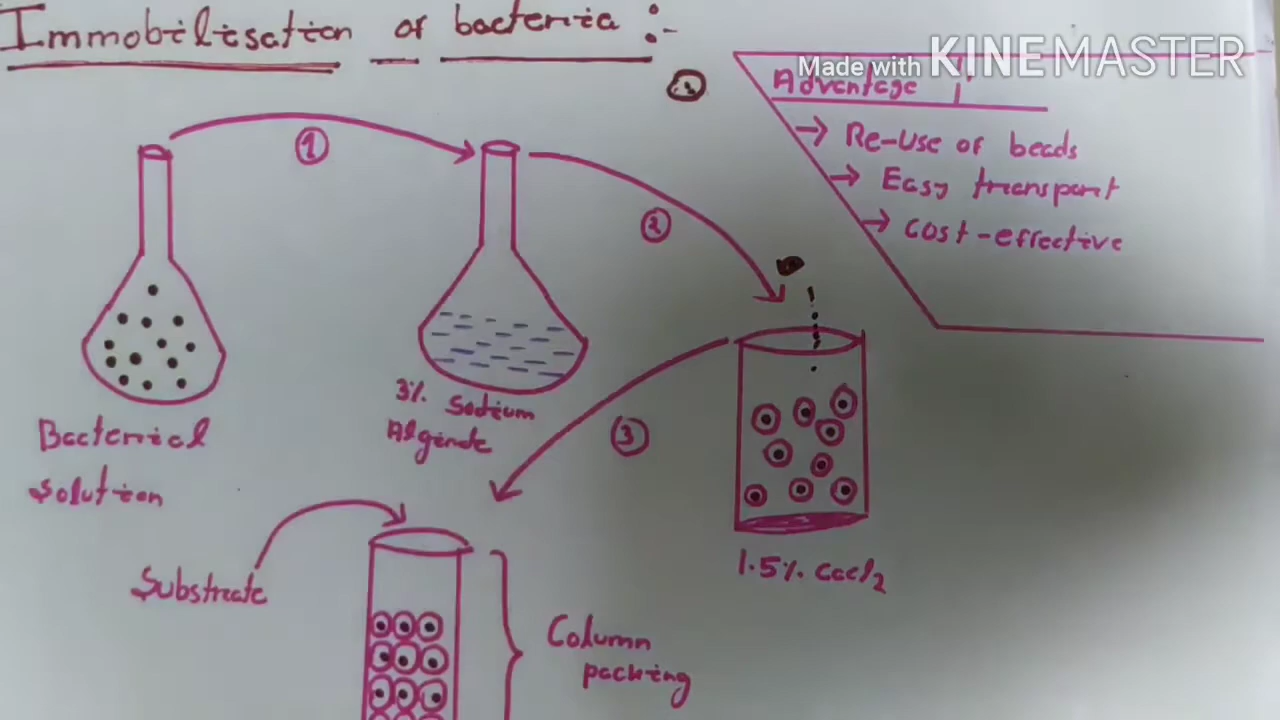 Immobilisation of bacteria :-
Made with KINEMASTER
Advantage :-
→ Re-Use of beads
→ Easy transport
→ Cost-effective
1
2
3% Sodium
Alginate
Bacterial
Solution
3
1.5% CaCl2
Substrate
Column
packing